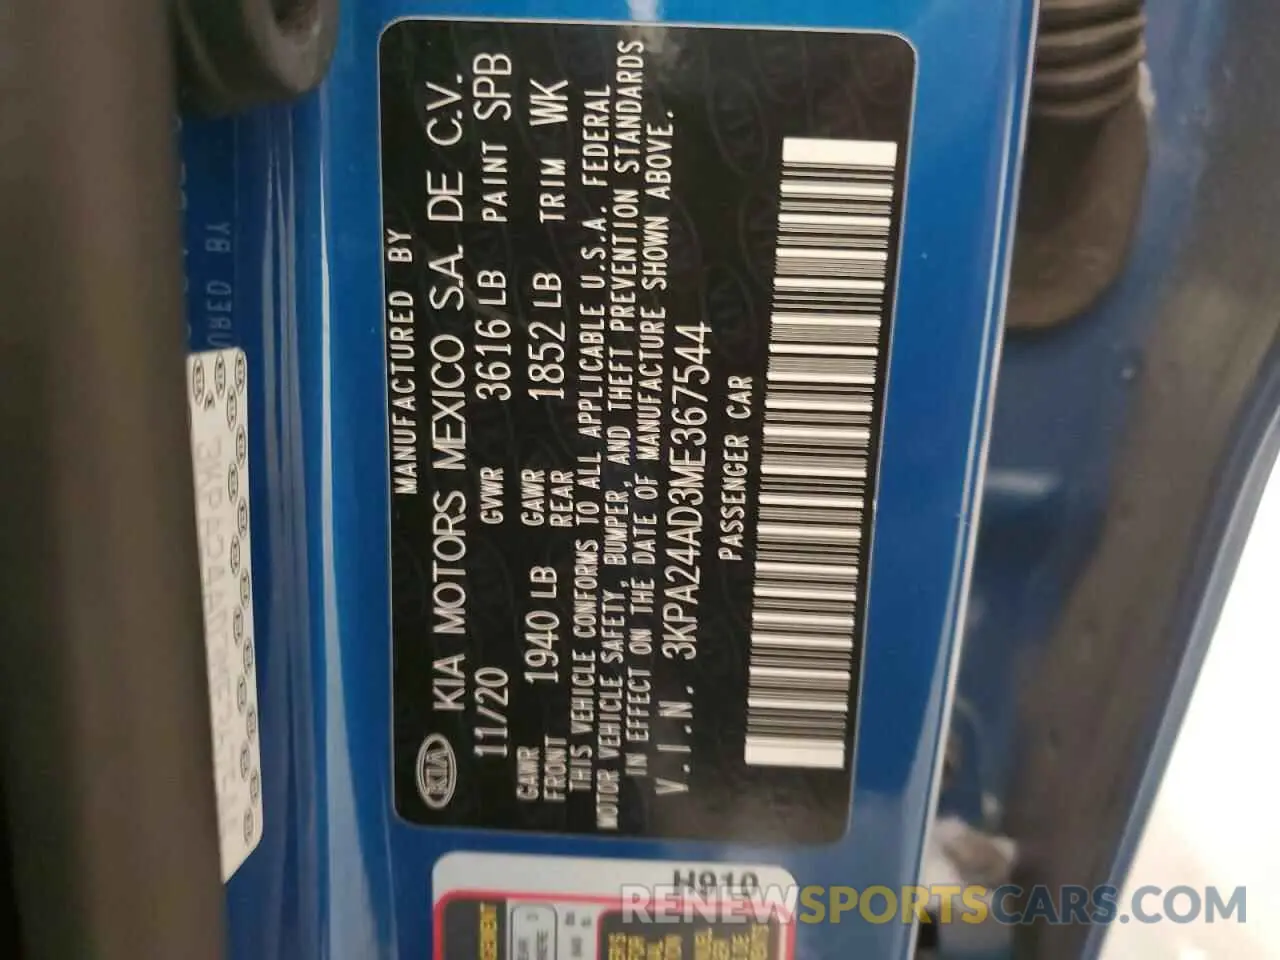 MANUFACTURED BY
KIA KIA MOTORS MEXICO S.A. DE C.V.
11/20 GVWR 3616 LB PAINT SPB
GAWR FRONT 1940 LB GAWR REAR 1852 LB TRIM WK
THIS VEHICLE CONFORMS TO ALL APPLICABLE U.S.A. FEDERAL
MOTOR VEHICLE SAFETY, BUMPER, AND THEFT PREVENTION STANDARDS
IN EFFECT ON THE DATE OF MANUFACTURE SHOWN ABOVE.
V.I.N. 3KPA24AD3ME367544
PASSENGER CAR
H910
RENEWSPORTSCARS.COM